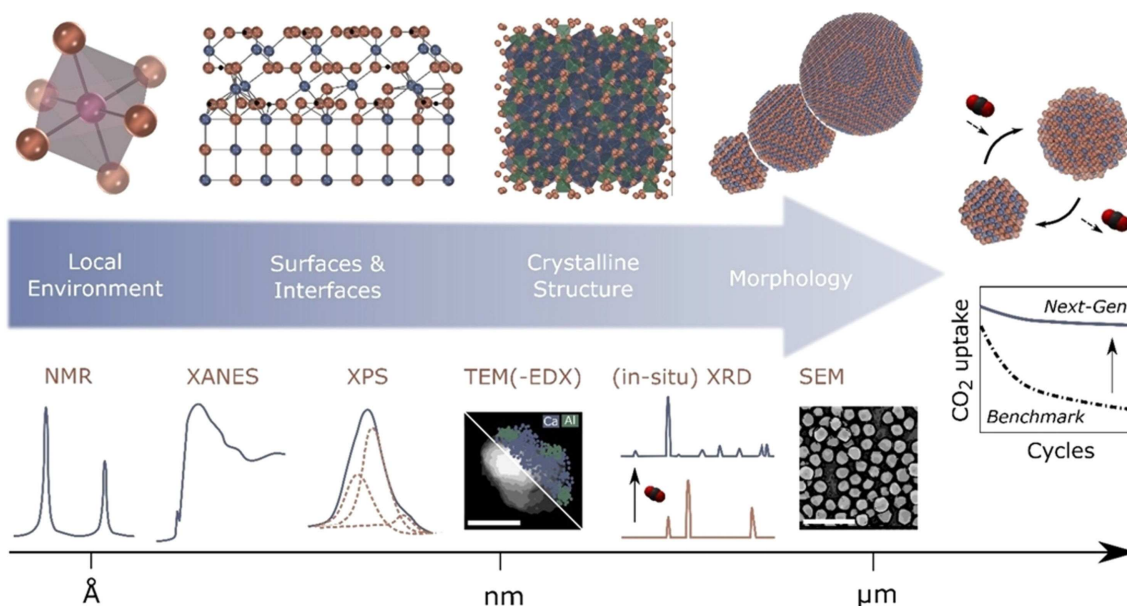 Local
Environment
Surfaces &
Interfaces
Crystalline
Structure
Morphology
NMR
XANES
XPS
TEM(-EDX)
(in-situ) XRD
SEM
Ca Al
CO₂ uptake
Next-Gen
Benchmark
Cycles
Å
nm
μm